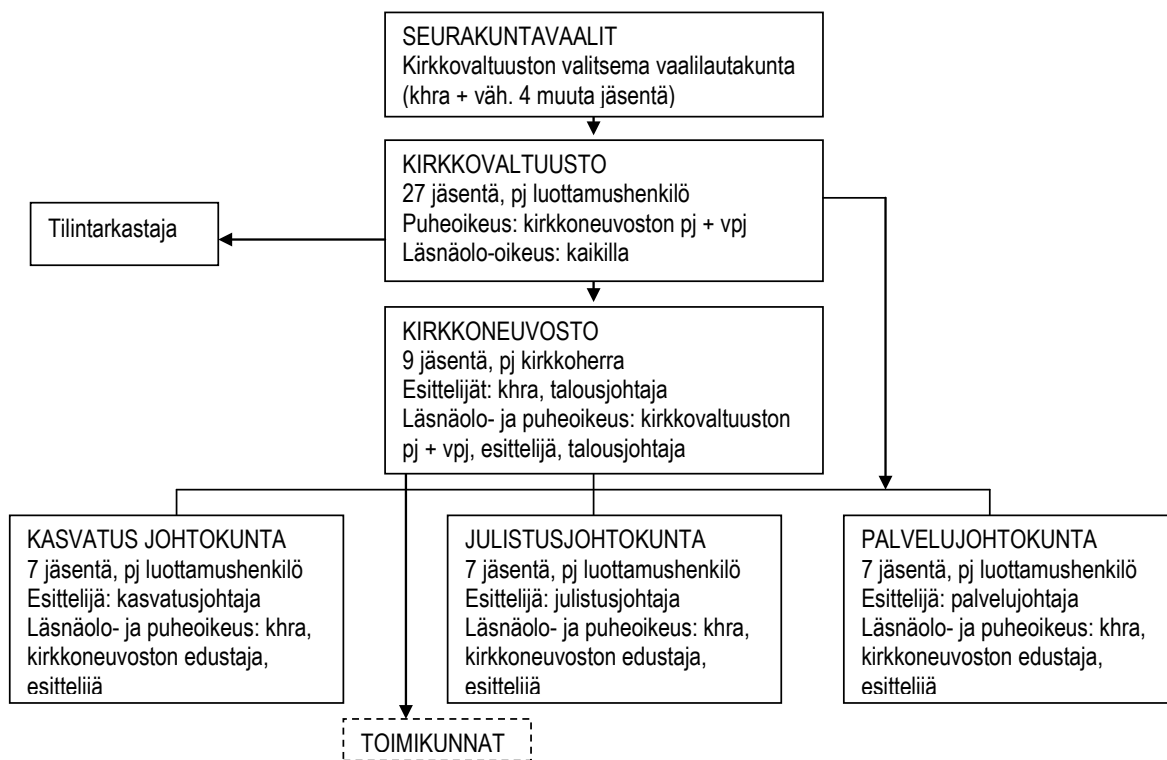 SEURAKUNTAVAALIT
Kirkkovaltuuston valitsema vaalilautakunta
(khra + väh. 4 muuta jäsentä)
KIRKKOVALTUUSTO
27 jäsentä, pj luottamushenkilö
Puheoikeus: kirkkoneuvoston pj + vpj
Läsnäolo-oikeus: kaikilla
Tilintarkastaja
KIRKKONEUVOSTO
9 jäsentä, pj kirkkoherra
Esittelijät: khra, talousjohtaja
Läsnäolo- ja puheoikeus: kirkkovaltuuston
pj + vpj, esittelijä, talousjohtaja
KASVATUS JOHTOKUNTA
7 jäsentä, pj luottamushenkilö
Esittelijä: kasvatusjohtaja
Läsnäolo- ja puheoikeus: khra,
kirkkoneuvoston edustaja,
esittelijä
JULISTUSJOHTOKUNTA
7 jäsentä, pj luottamushenkilö
Esittelijä: julistusjohtaja
Läsnäolo- ja puheoikeus: khra,
kirkkoneuvoston edustaja,
esittelijä
PALVELUJOHTOKUNTA
7 jäsentä, pj luottamushenkilö
Esittelijä: palvelujohtaja
Läsnäolo- ja puheoikeus: khra,
kirkkoneuvoston edustaja,
esittelijä
TOIMIKUNNAT